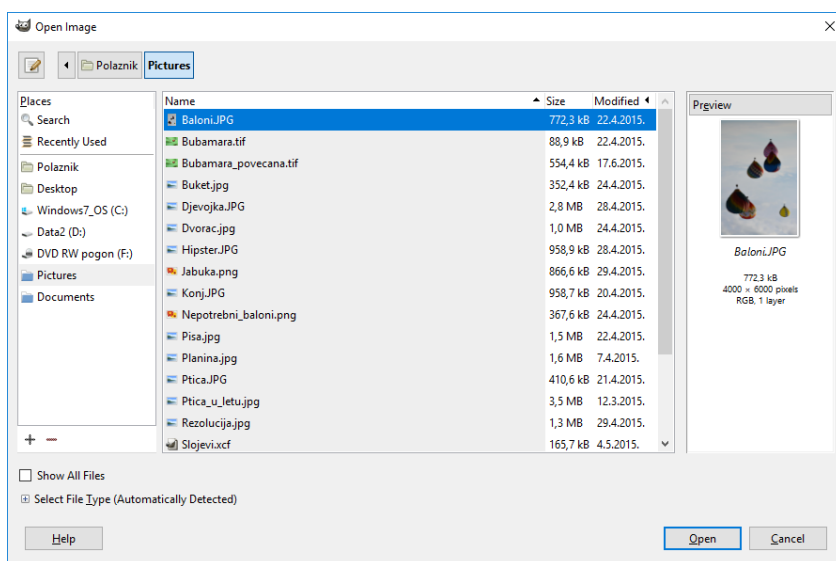 Open Image
Polaznik Pictures
Places
Search
Recently Used
Polaznik
Desktop
Windows7_OS (C:)
Data2 (D:)
DVD RW pogon (F:)
Pictures
Documents
Name Size Modified
Baloni.JPG 772,3 kB 22.4.2015.
Bubamara.tif 88,9 kB 22.4.2015.
Bubamara_povecana.tif 554,4 kB 17.6.2015.
Buket.jpg 352,4 kB 24.4.2015.
Djevojka.JPG 2,8 MB 28.4.2015.
Dvorac.jpg 1,0 MB 24.4.2015.
Hipster.JPG 958,9 kB 28.4.2015.
Jabuka.png 866,6 kB 29.4.2015.
Konj.JPG 958,7 kB 20.4.2015.
Nepotrebni_baloni.png 367,6 kB 24.4.2015.
Pisa.jpg 1,5 MB 22.4.2015.
Planina.jpg 1,6 MB 7.4.2015.
Ptica.JPG 410,6 kB 21.4.2015.
Ptica_u_letu.jpg 3,5 MB 12.3.2015.
Rezolucija.jpg 1,3 MB 29.4.2015.
Slojevi.xcf 165,7 kB 4.5.2015.
Preview
Baloni.JPG
772,3 kB
4000 × 6000 pixels
RGB, 1 layer
Show All Files
Select File Type (Automatically Detected)
Help Open Cancel